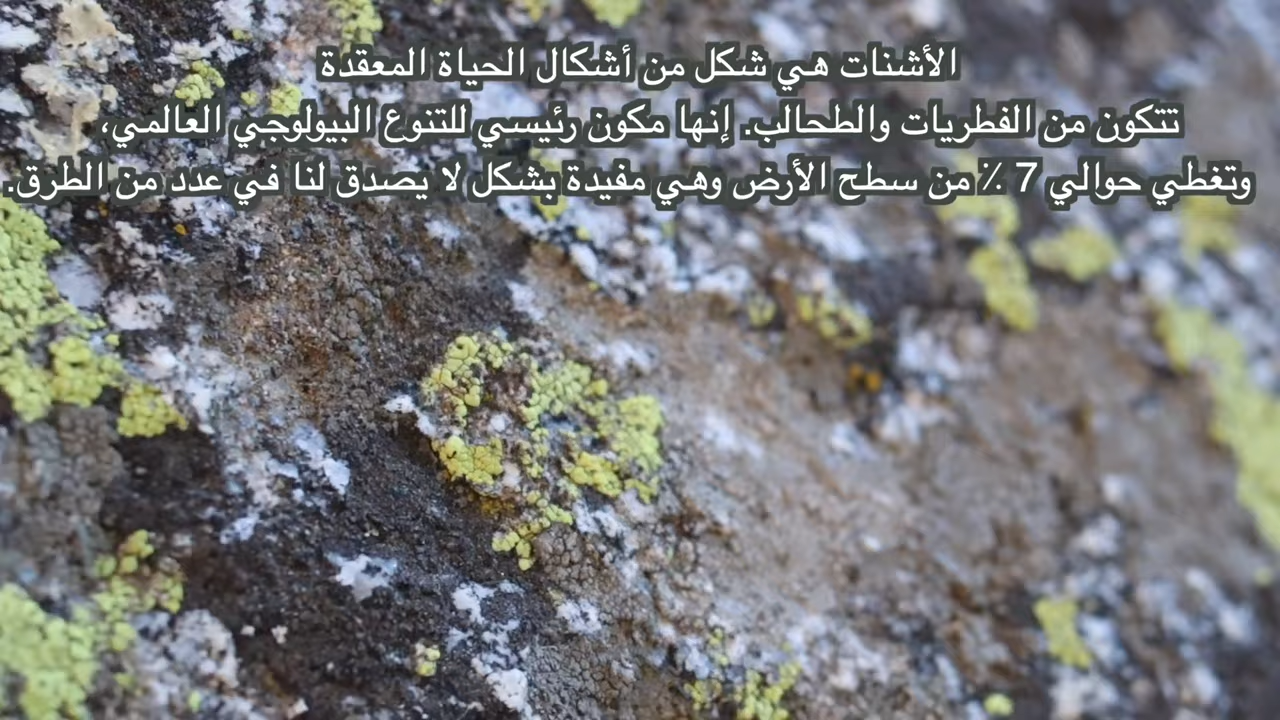 الأشنات هي شكل من أشكال الحياة المعقدة
تتكون من الفطريات والطحالب. إنها مكون رئيسي للتنوع البيولوجي العالمي،
وتغطي حوالي 7 ٪ من سطح الأرض وهي مفيدة بشكل لا يصدق لنا في عدد من الطرق.